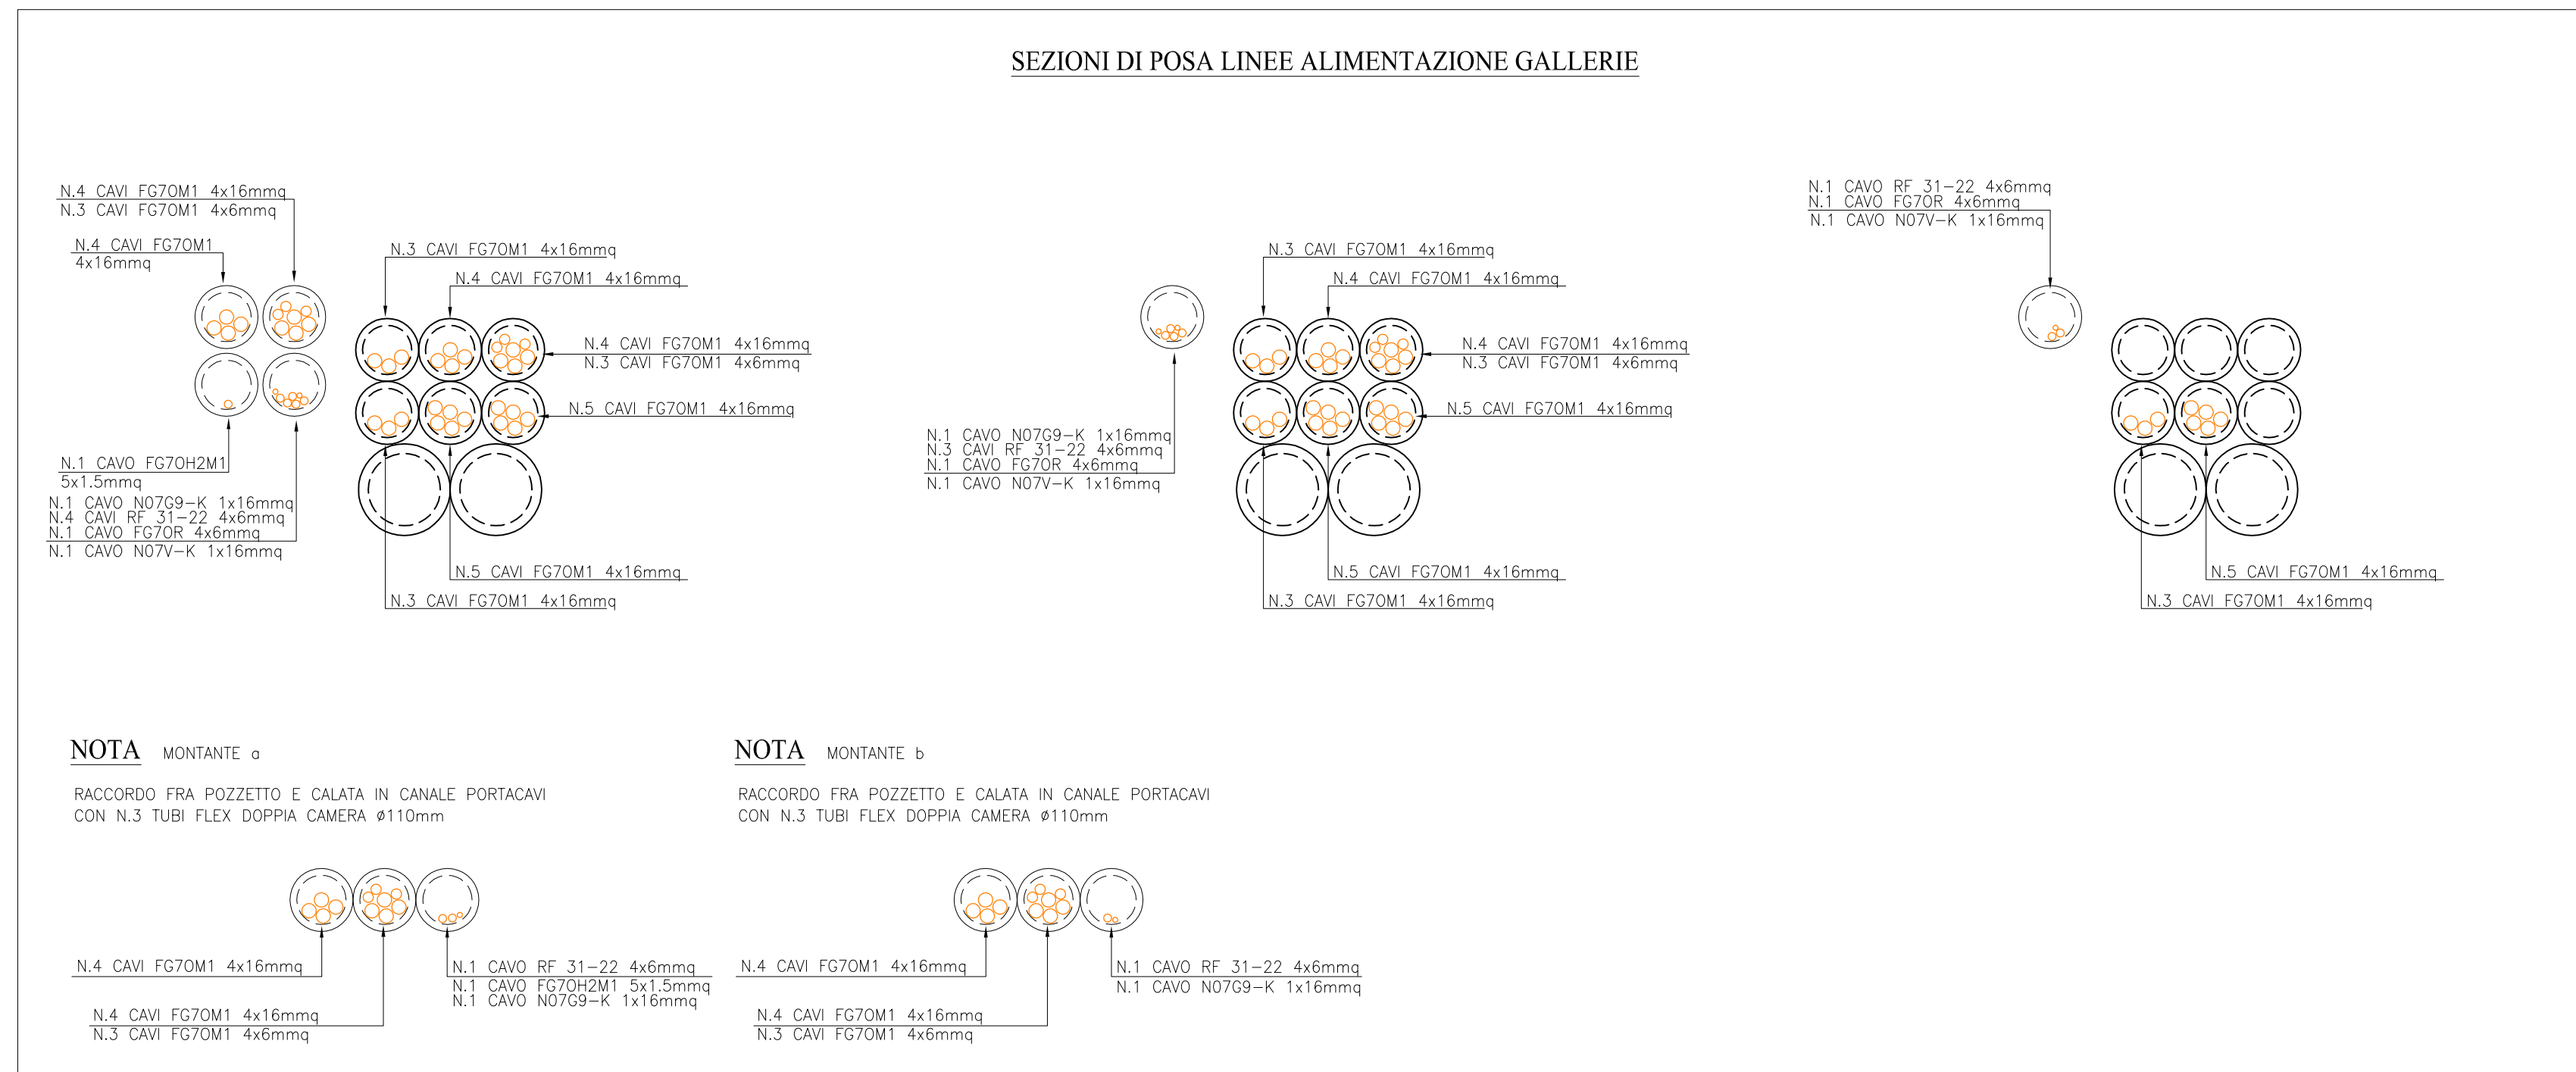 SEZIONI DI POSA LINEE ALIMENTAZIONE GALLERIE
N.4 CAVI FG7OM1 4x16mmq
N.3 CAVI FG7OM1 4x6mmq
N.4 CAVI FG7OM1
4x16mmq
N.3 CAVI FG7OM1 4x16mmq
N.4 CAVI FG7OM1 4x16mmq
N.4 CAVI FG7OM1 4x16mmq
N.3 CAVI FG7OM1 4x6mmq
N.5 CAVI FG7OM1 4x16mmq
N.1 CAVO FG7OH2M1
5x1.5mmq
N.1 CAVO N07G9-K 1x16mmq
N.4 CAVI RF 31-22 4x6mmq
N.1 CAVO FG7OR 4x6mmq
N.1 CAVO N07V-K 1x16mmq
N.5 CAVI FG7OM1 4x16mmq
N.3 CAVI FG7OM1 4x16mmq
N.3 CAVI FG7OM1 4x16mmq
N.4 CAVI FG7OM1 4x16mmq
N.4 CAVI FG7OM1 4x16mmq
N.3 CAVI FG7OM1 4x6mmq
N.5 CAVI FG7OM1 4x16mmq
N.1 CAVO N07G9-K 1x16mmq
N.3 CAVI RF 31-22 4x6mmq
N.1 CAVO FG7OR 4x6mmq
N.1 CAVO N07V-K 1x16mmq
N.5 CAVI FG7OM1 4x16mmq
N.3 CAVI FG7OM1 4x16mmq
N.1 CAVO RF 31-22 4x6mmq
N.1 CAVO FG7OR 4x6mmq
N.1 CAVO N07V-K 1x16mmq
N.5 CAVI FG7OM1 4x16mmq
N.3 CAVI FG7OM1 4x16mmq
NOTA MONTANTE a
RACCORDO FRA POZZETTO E CALATA IN CANALE PORTACAVI
CON N.3 TUBI FLEX DOPPIA CAMERA ø110mm
N.4 CAVI FG7OM1 4x16mmq
N.4 CAVI FG7OM1 4x16mmq
N.3 CAVI FG7OM1 4x6mmq
N.1 CAVO RF 31-22 4x6mmq
N.1 CAVO FG7OH2M1 5x1.5mmq
N.1 CAVO N07G9-K 1x16mmq
NOTA MONTANTE b
RACCORDO FRA POZZETTO E CALATA IN CANALE PORTACAVI
CON N.3 TUBI FLEX DOPPIA CAMERA ø110mm
N.4 CAVI FG7OM1 4x16mmq
N.4 CAVI FG7OM1 4x16mmq
N.3 CAVI FG7OM1 4x6mmq
N.1 CAVO RF 31-22 4x6mmq
N.1 CAVO N07G9-K 1x16mmq